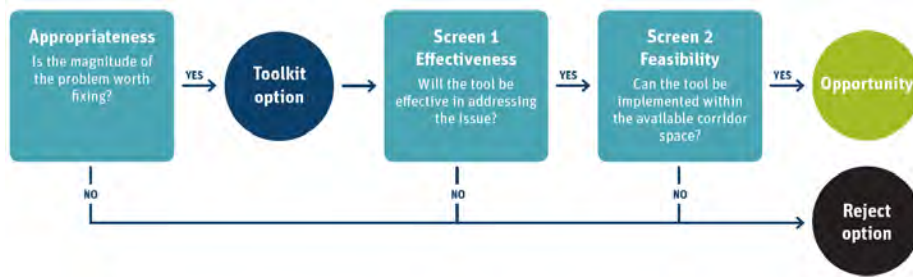 Appropriateness
Is the magnitude of
the problem worth
fixing?
YES
Toolkit
option
Screen 1
Effectiveness
Will the tool be
effective in addressing
the issue?
YES
Screen 2
Feasibility
Can the tool be
implemented within
the available corridor
space?
YES
Opportunity
NO
NO
NO
Reject
option